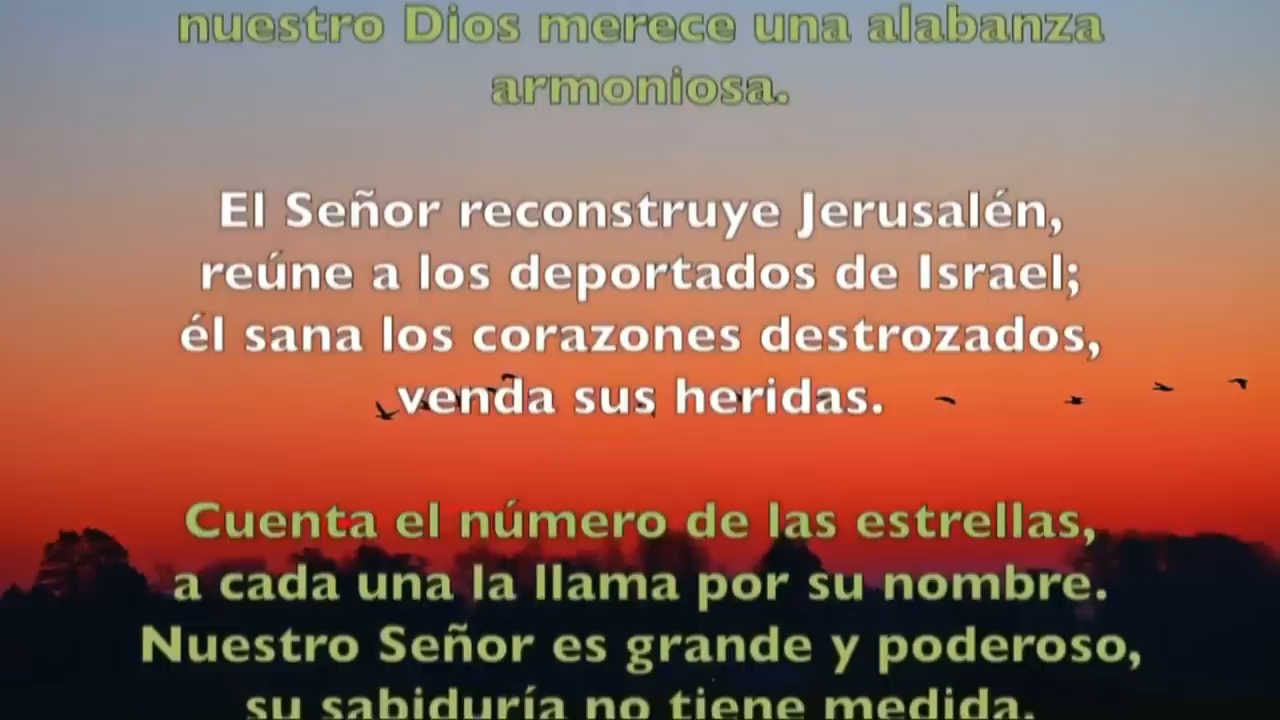 nuestro Dios merece una alabanza
armoniosa.
El Señor reconstruye Jerusalén,
reúne a los deportados de Israel;
él sana los corazones destrozados,
venda sus heridas.
Cuenta el número de las estrellas,
a cada una la llama por su nombre.
Nuestro Señor es grande y poderoso,
su sabiduría no tiene medida.